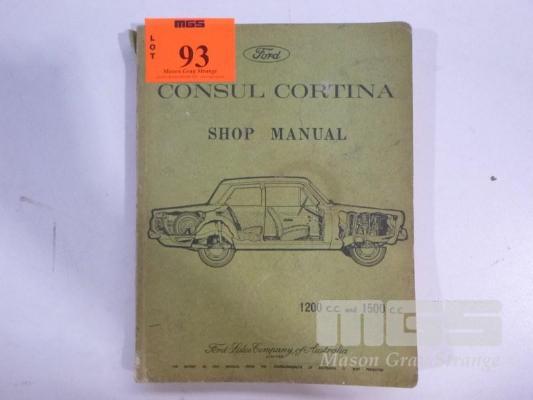 MGS
LOT
93
Mason Gray Strange
Ford
CONSUL CORTINA
SHOP MANUAL
1200 c.c. and 1500 c.c.
MGS
Mason Gray Strange
Ford Sales Company of Australia
LIMITED